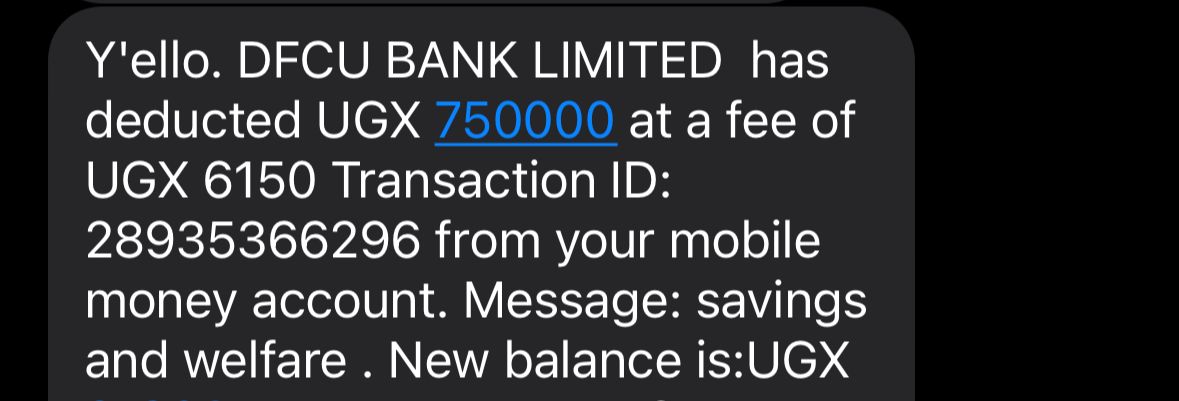 Y'ello. DFCU BANK LIMITED  has
deducted UGX 750000 at a fee of
UGX 6150 Transaction ID:
28935366296 from your mobile
money account. Message: savings
and welfare . New balance is:UGX